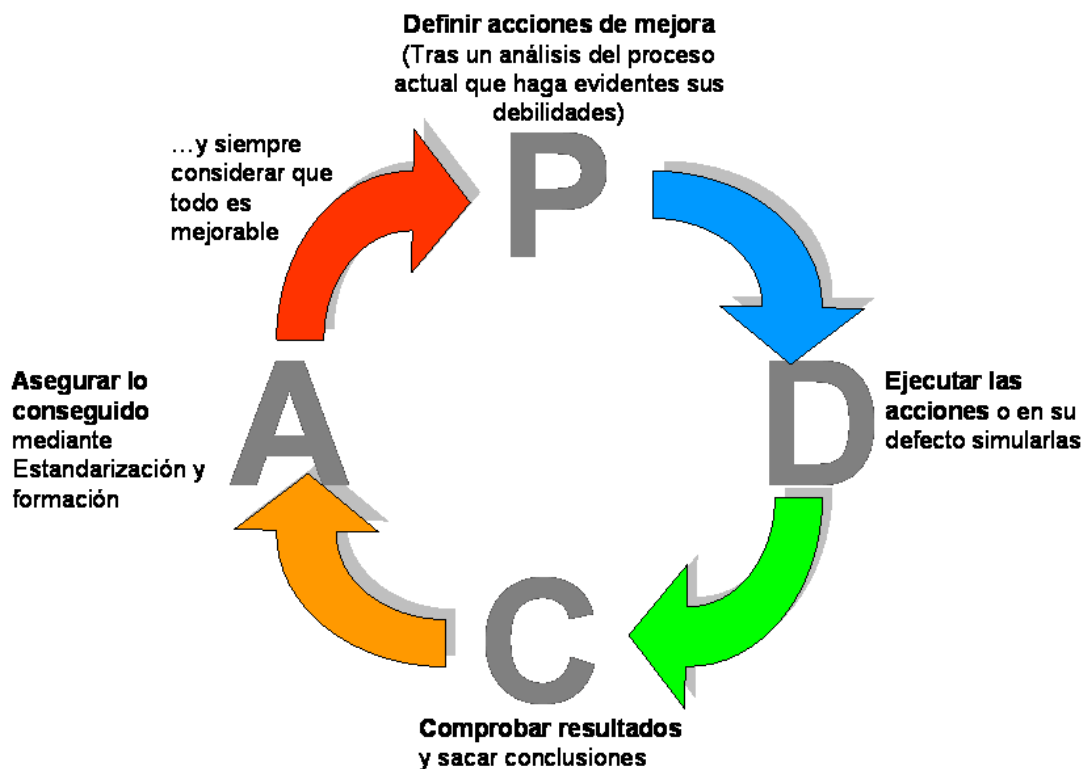 Definir acciones de mejora
(Tras un análisis del proceso
actual que haga evidentes sus
debilidades)
P
…y siempre
considerar que
todo es
mejorable
D
Ejecutar las
acciones o en su
defecto simularlas
C
Comprobar resultados
y sacar conclusiones
A
Asegurar lo
conseguido
mediante
Estandarización y
formación